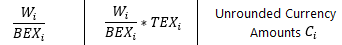 W_i / BEX_i
W_i / BEX_i * TEX_i
Unrounded Currency
Amounts C_i